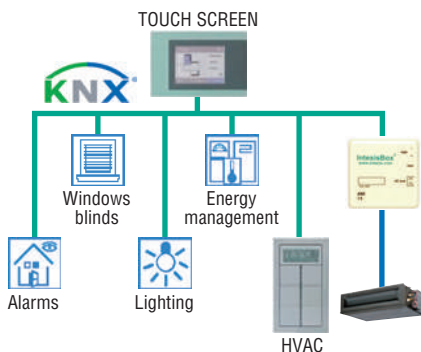 TOUCH SCREEN
KNX®
IntesisBox®
Windows
blinds
Energy
management
Alarms
Lighting
HVAC